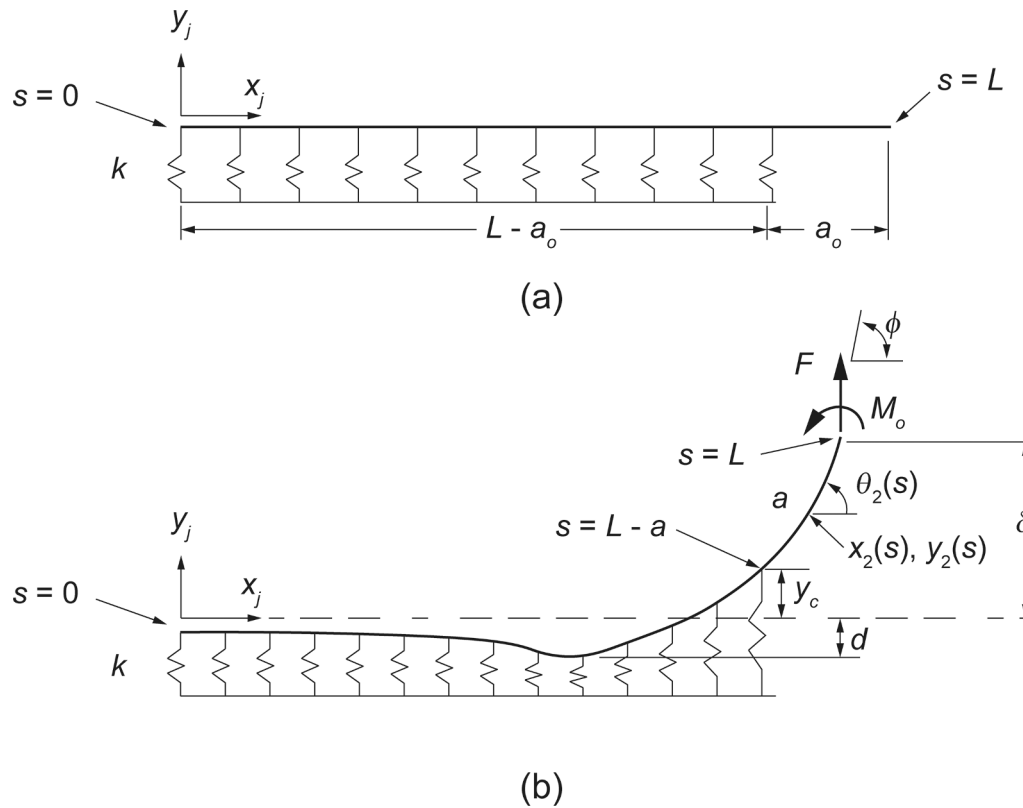 y_j
x_j
s = 0
s = L
k
L - a_o
a_o
(a)
ϕ
F
M_o
s = L
a
θ_2(s)
s = L - a
x_2(s), y_2(s)
y_j
x_j
s = 0
y_c
d
k
(b)